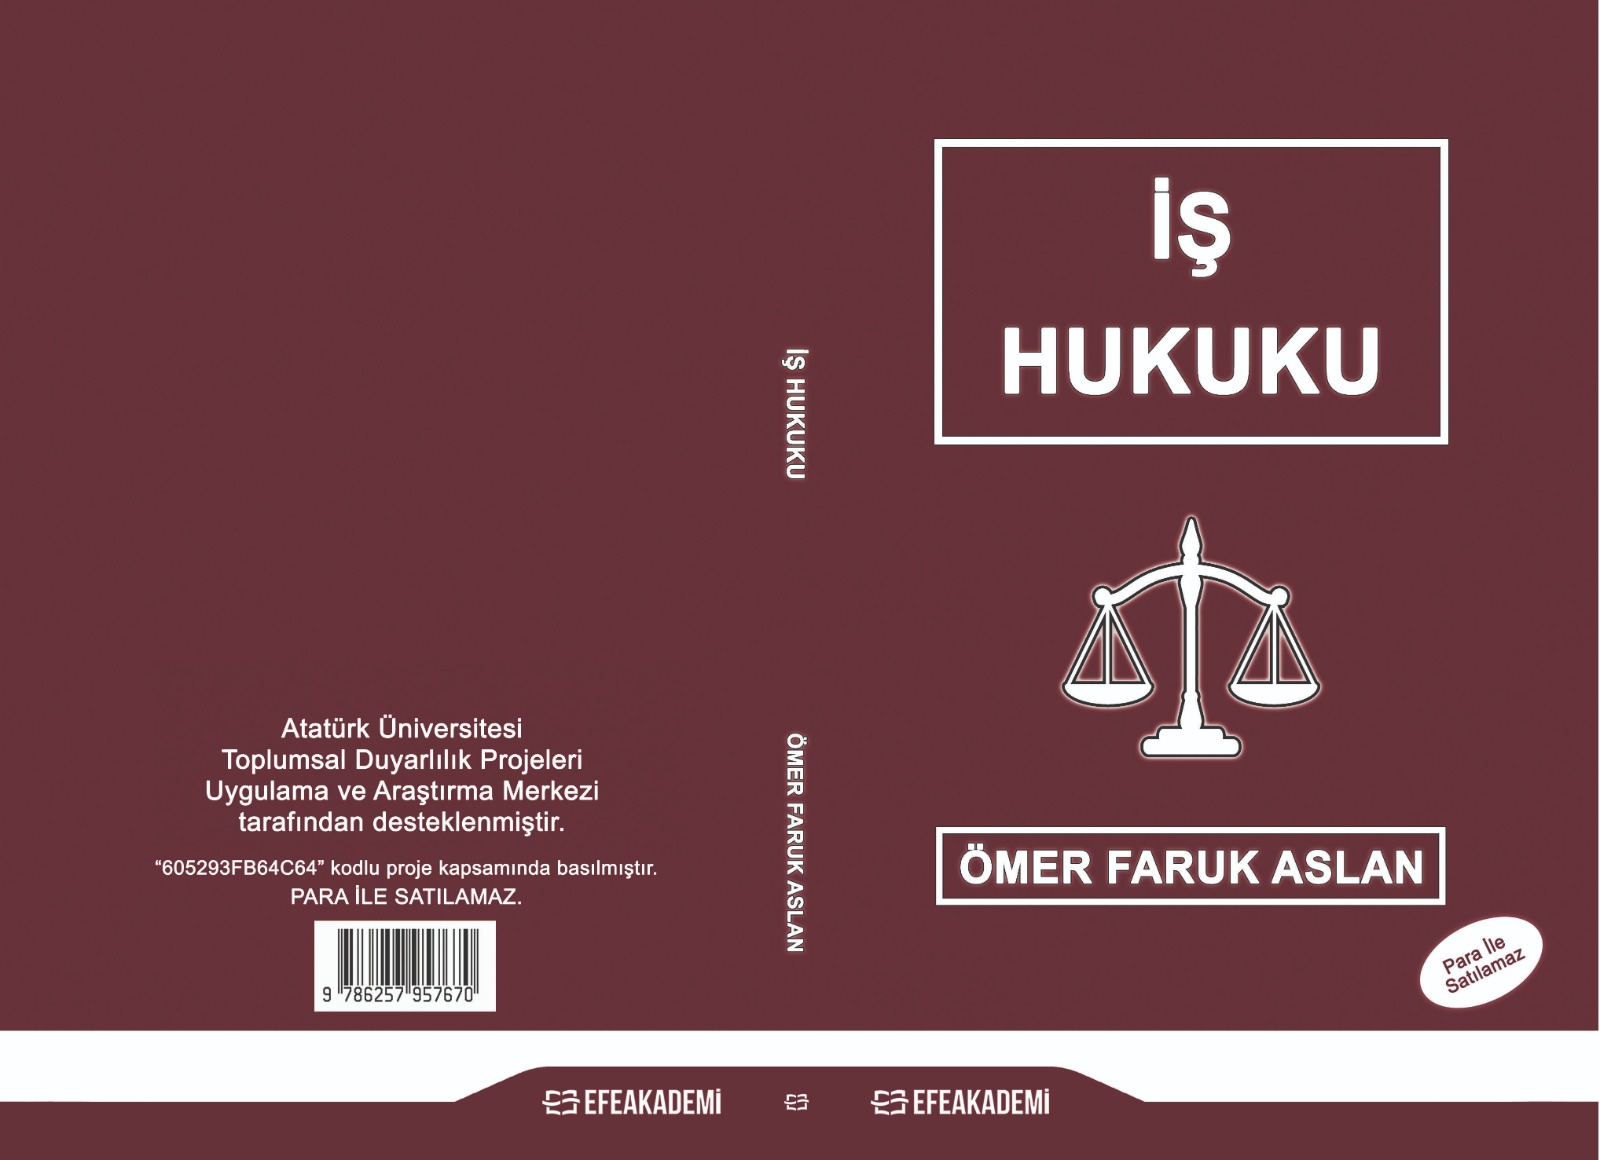 Atatürk Üniversitesi
Toplumsal Duyarlılık Projeleri
Uygulama ve Araştırma Merkezi
tarafından desteklenmiştir.
“605293FB64C64” kodlu proje kapsamında basılmıştır.
PARA İLE SATILAMAZ.
9 786257 957670
EFEAKADEMİ
İŞ HUKUKU
ÖMER FARUK ASLAN
İŞ
HUKUKU
ÖMER FARUK ASLAN
Para İle
Satılamaz
EFEAKADEMİ